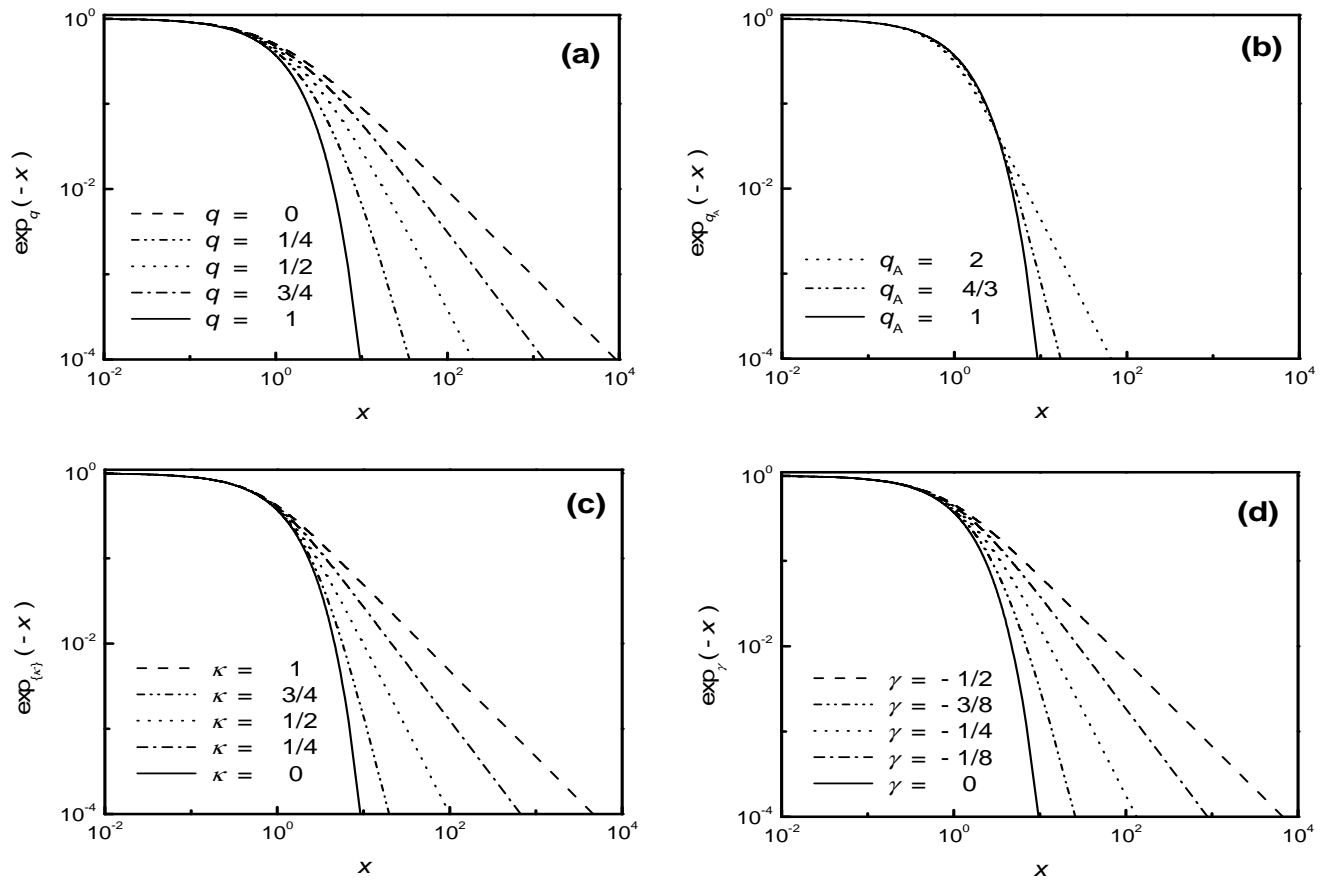 (a)
10^0
10^-2
10^-4
exp_q (- x)
q = 0
q = 1/4
q = 1/2
q = 3/4
q = 1
10^-2 10^0 10^2 10^4
x
(b)
10^0
10^-2
10^-4
exp_{q_A} (- x)
q_A = 2
q_A = 4/3
q_A = 1
10^-2 10^0 10^2 10^4
x
(c)
10^0
10^-2
10^-4
exp_{{κ}} (- x)
κ = 1
κ = 3/4
κ = 1/2
κ = 1/4
κ = 0
10^-2 10^0 10^2 10^4
x
(d)
10^0
10^-2
10^-4
exp_γ (- x)
γ = - 1/2
γ = - 3/8
γ = - 1/4
γ = - 1/8
γ = 0
10^-2 10^0 10^2 10^4
x